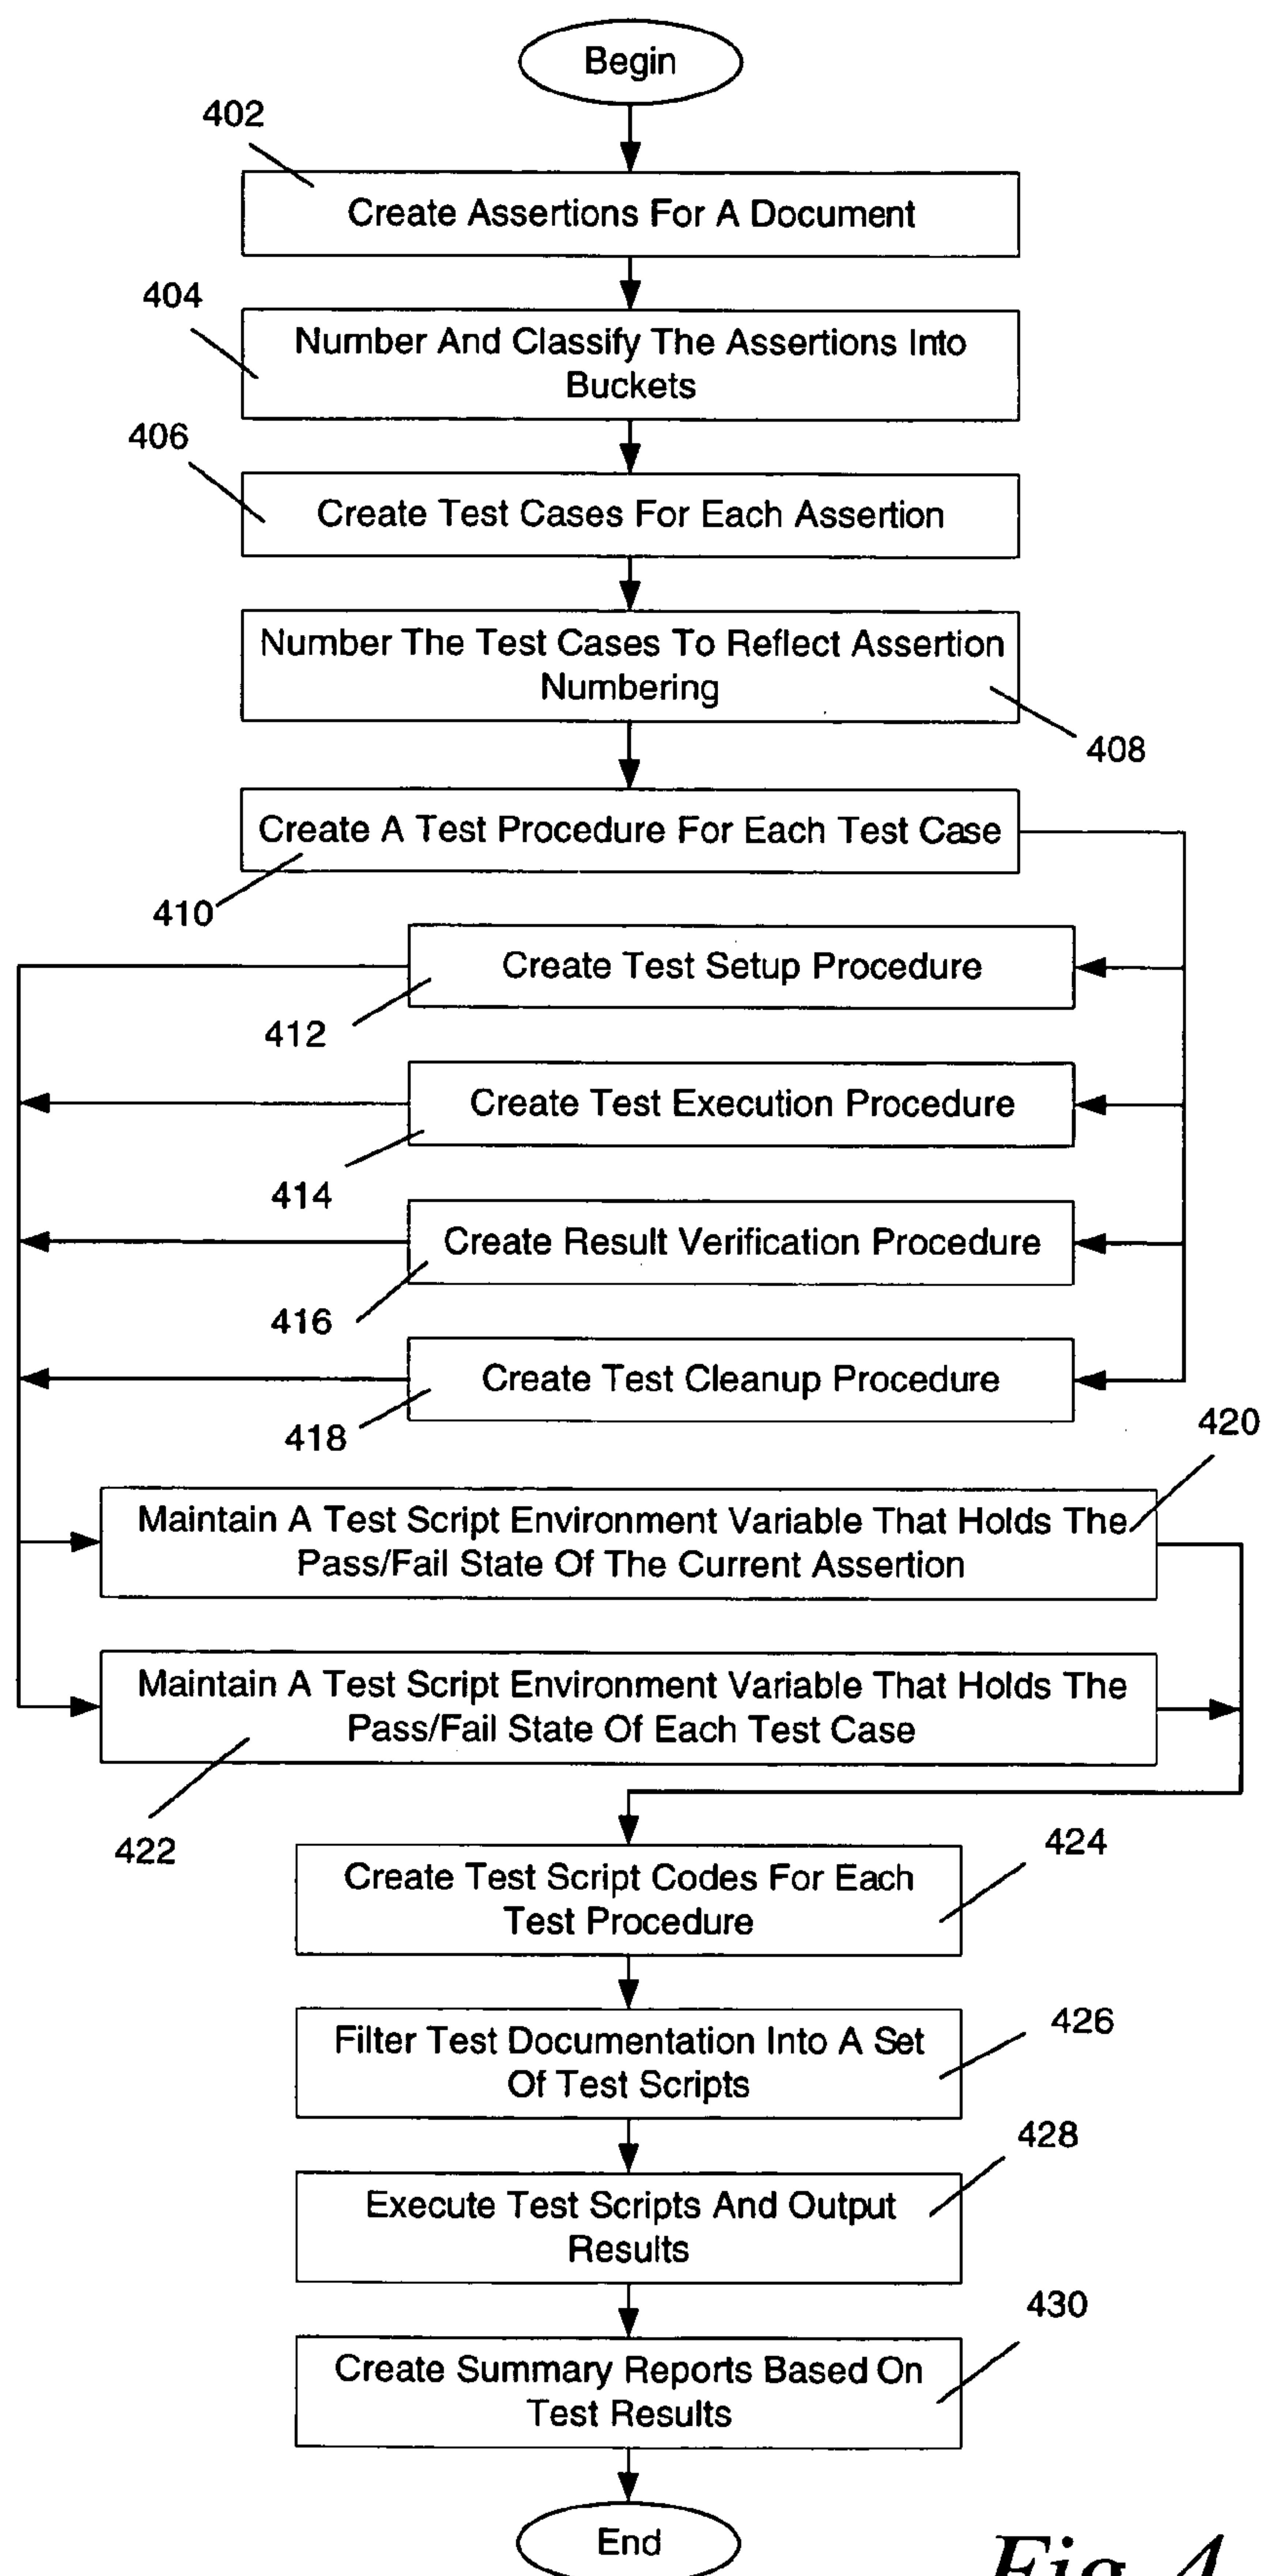 Begin
402
Create Assertions For A Document
404
Number And Classify The Assertions Into
Buckets
406
Create Test Cases For Each Assertion
Number The Test Cases To Reflect Assertion
Numbering
408
Create A Test Procedure For Each Test Case
410
Create Test Setup Procedure
412
Create Test Execution Procedure
414
Create Result Verification Procedure
416
Create Test Cleanup Procedure
418
420
Maintain A Test Script Environment Variable That Holds The
Pass/Fail State Of The Current Assertion
Maintain A Test Script Environment Variable That Holds The
Pass/Fail State Of Each Test Case
422
424
Create Test Script Codes For Each
Test Procedure
426
Filter Test Documentation Into A Set
Of Test Scripts
428
Execute Test Scripts And Output
Results
430
Create Summary Reports Based On
Test Results
End
Fig. 4